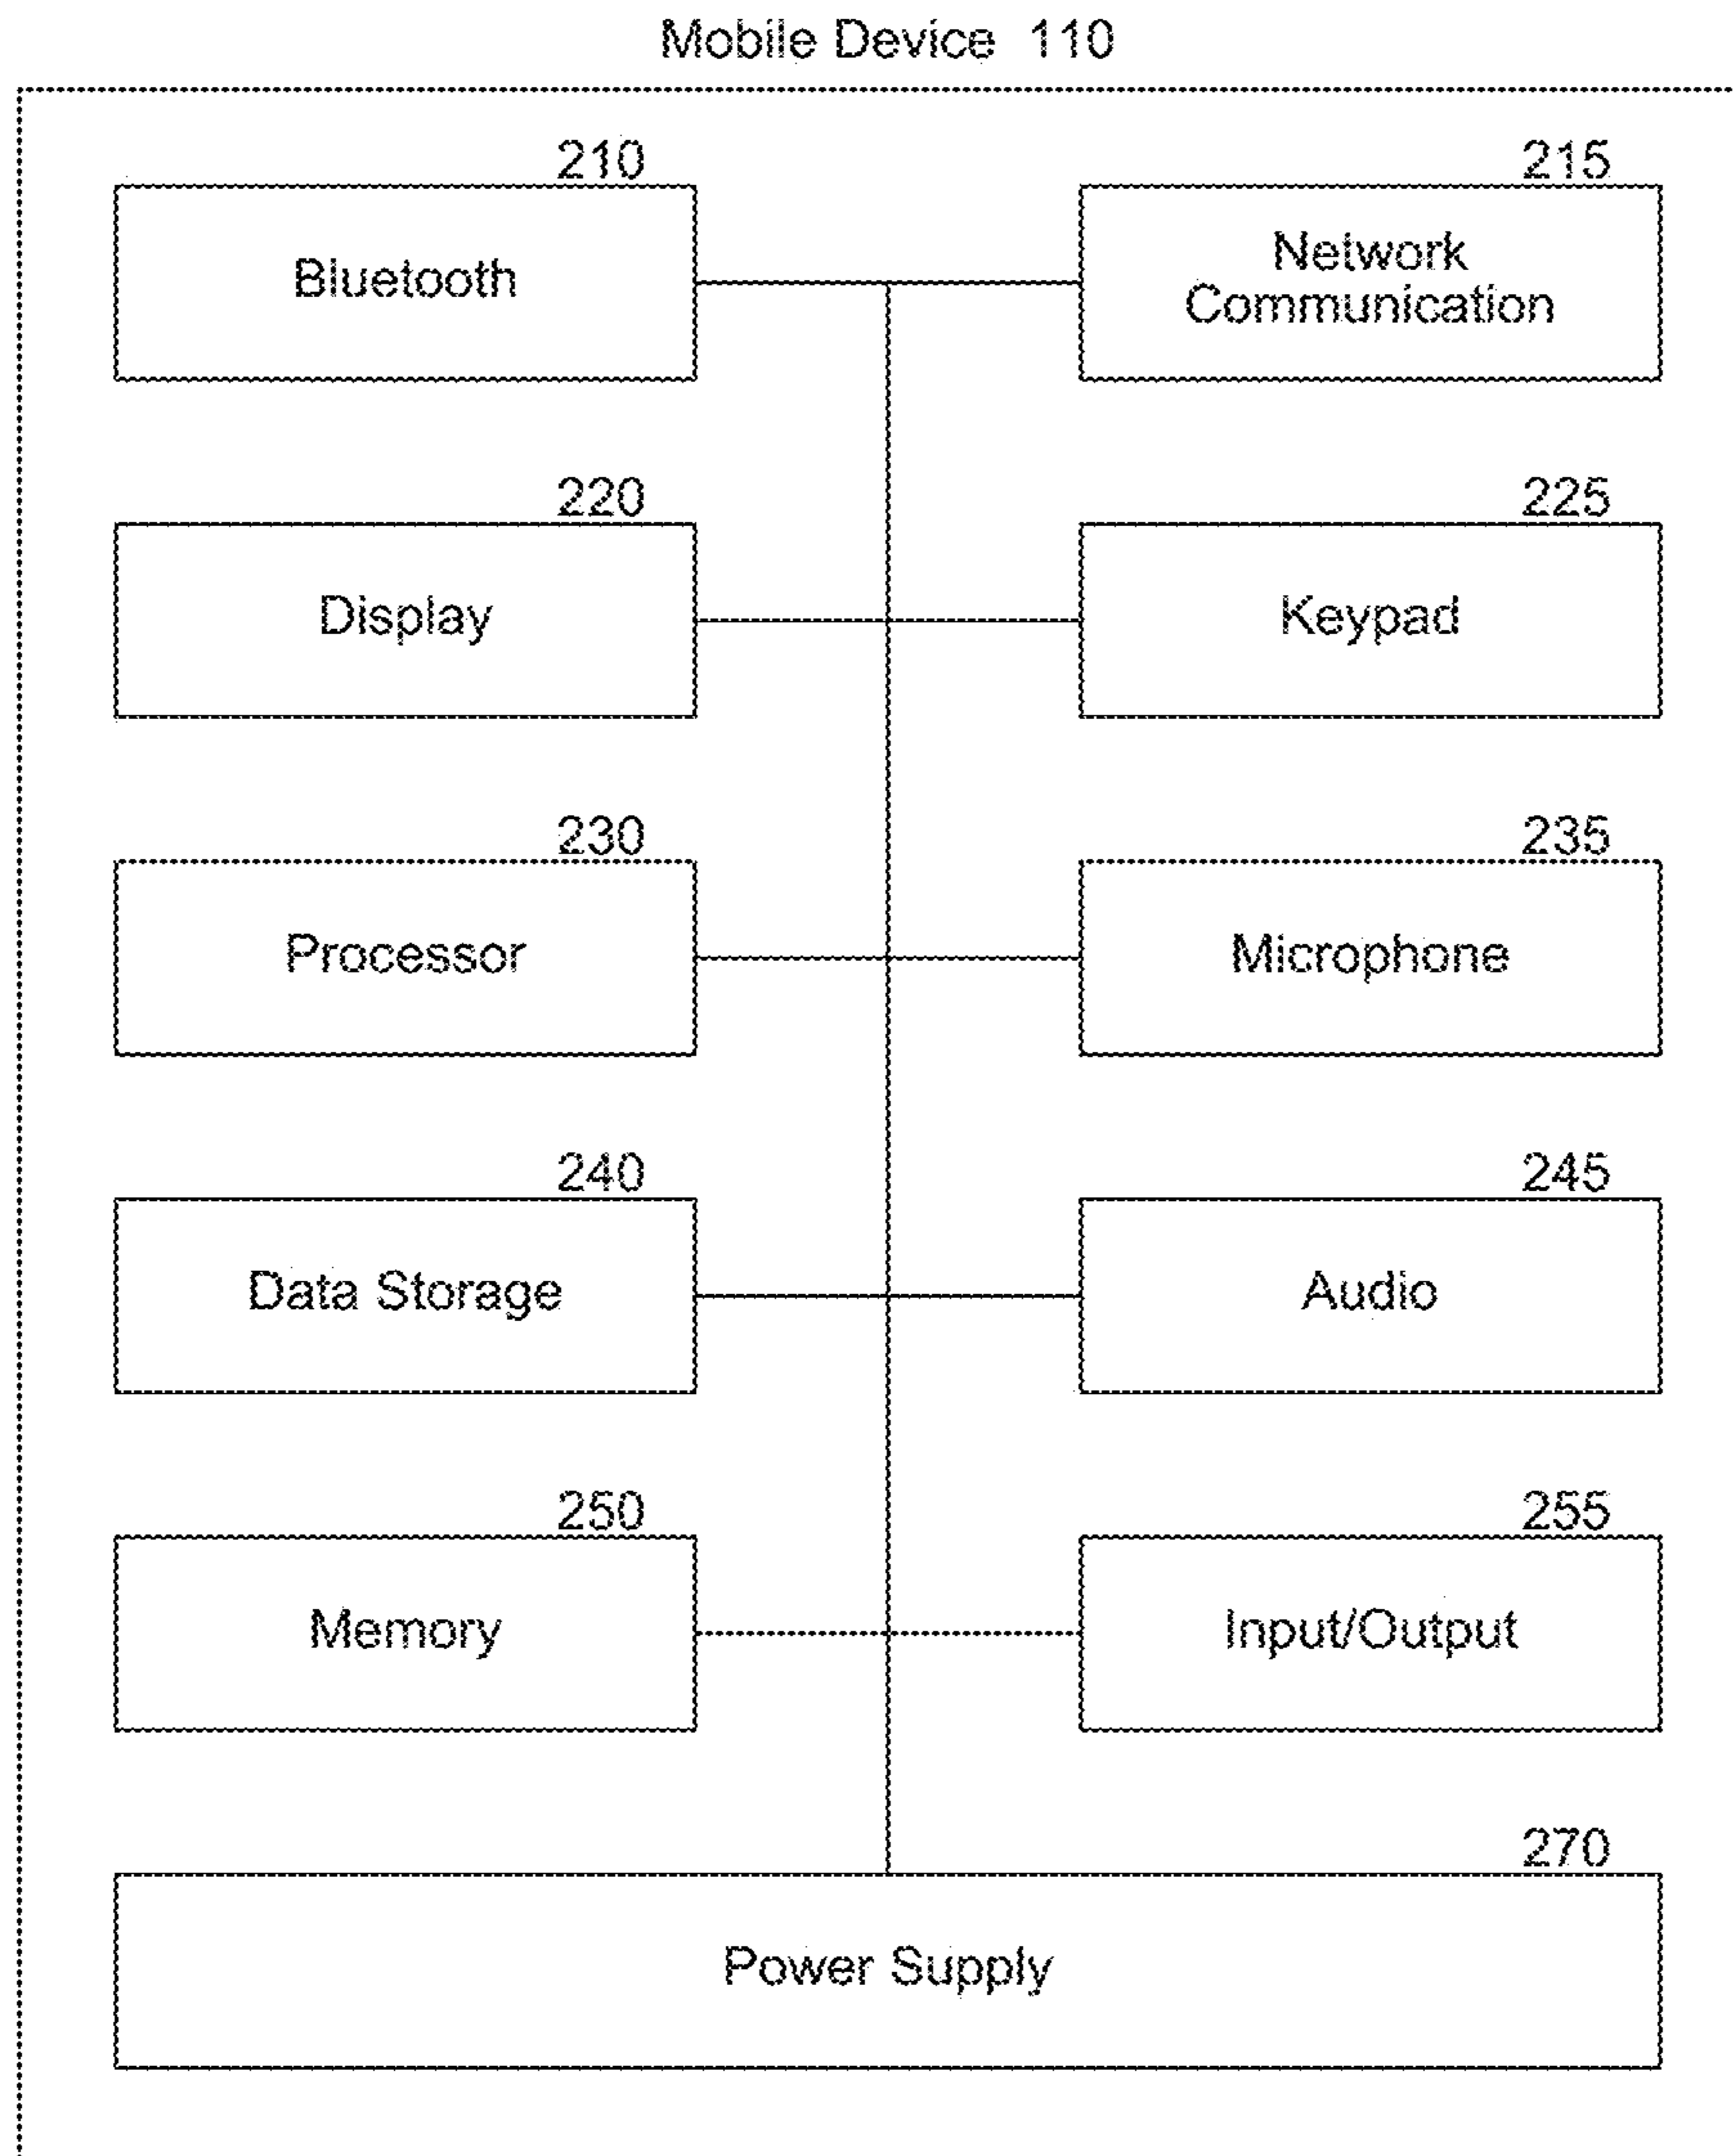 Mobile Device 110
210
Bluetooth
215
Network
Communication
220
Display
225
Keypad
230
Processor
235
Microphone
240
Data Storage
245
Audio
250
Memory
255
Input/Output
270
Power Supply